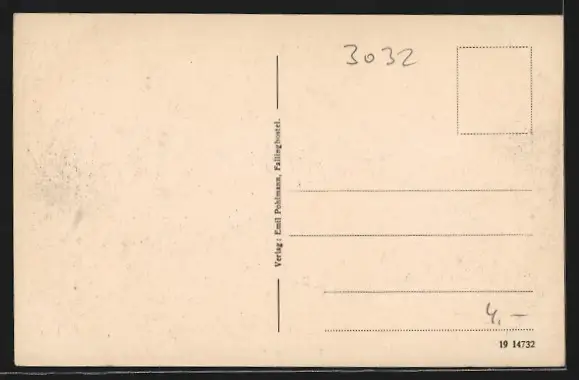 3032
Verlag: Emil Pohlmann, Fallingbostel.
4,-
19 14732